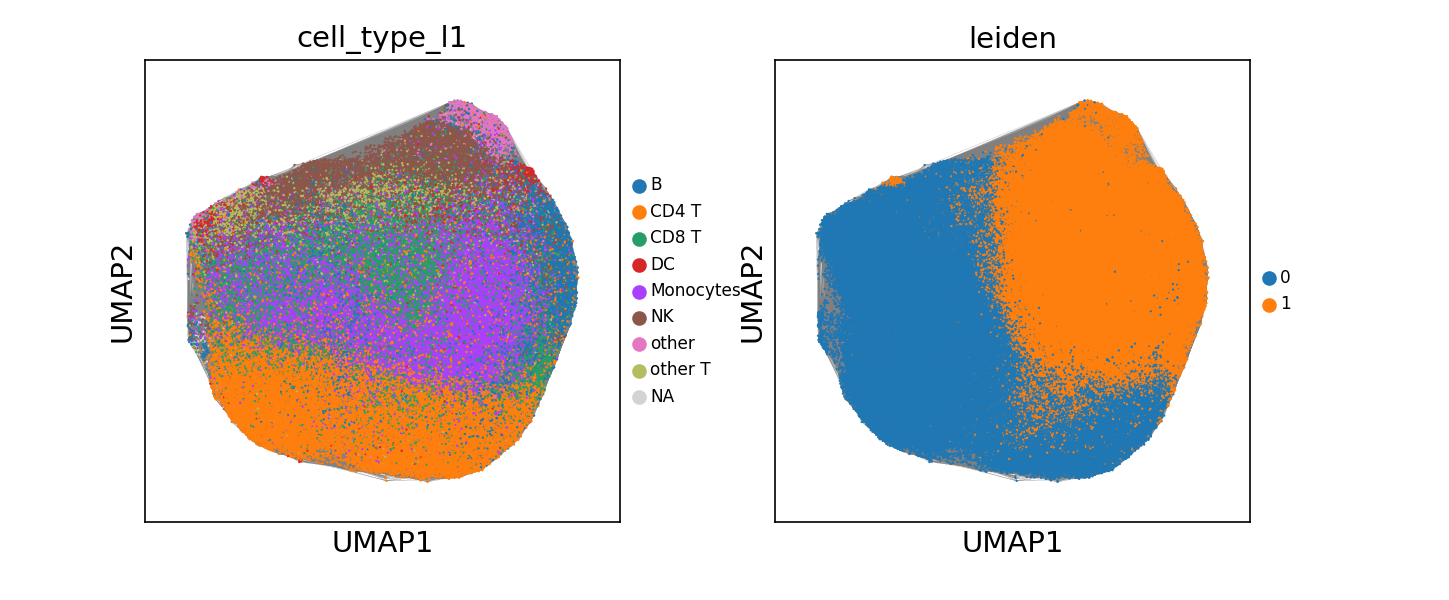 cell_type_l1
UMAP2
UMAP1
B
CD4 T
CD8 T
DC
Monocytes
NK
other
other T
NA
leiden
UMAP2
UMAP1
0
1